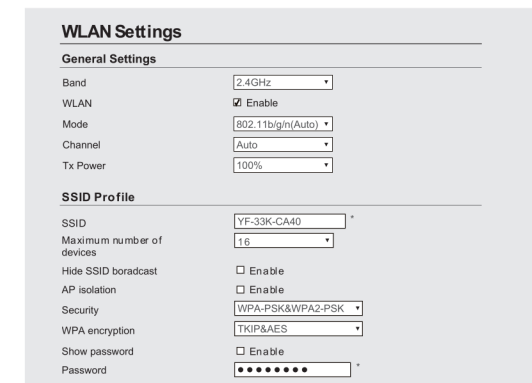 WLAN Settings
General Settings
Band 2.4GHz
WLAN Enable
Mode 802.11b/g/n(Auto)
Channel Auto
Tx Power 100%
SSID Profile
SSID YF-33K-CA40 *
Maximum number of devices 16
Hide SSID boradcast Enable
AP isolation Enable
Security WPA-PSK&WPA2-PSK
WPA encryption TKIP&AES
Show password Enable
Password ●●●●●●●● *